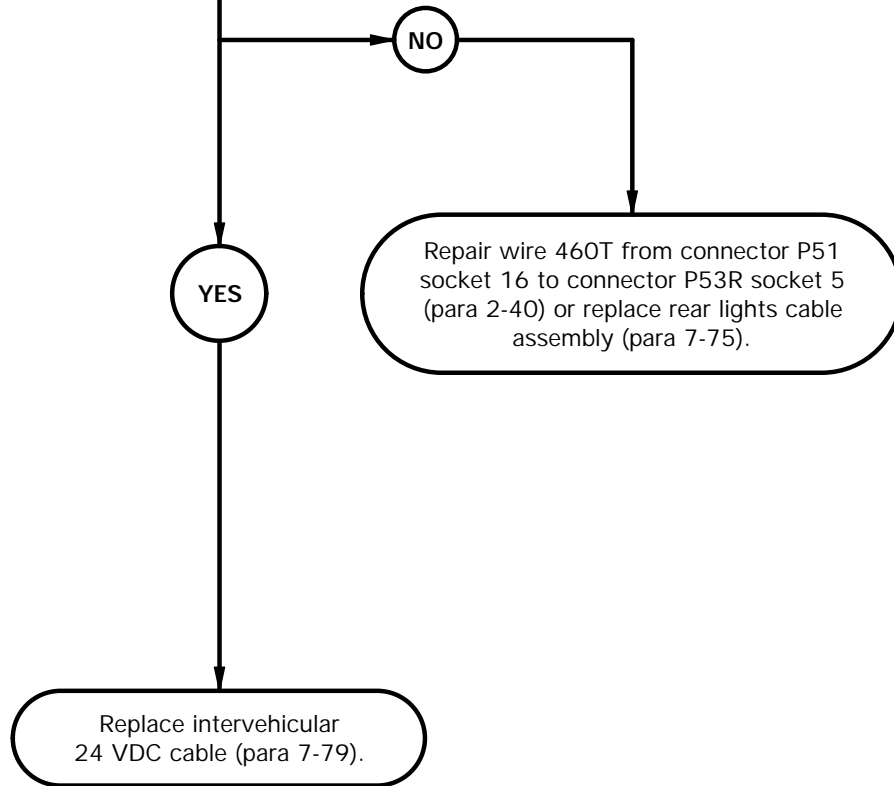 NO
Repair wire 460T from connector P51
socket 16 to connector P53R socket 5
(para 2-40) or replace rear lights cable
assembly (para 7-75).
YES
Replace intervehicular
24 VDC cable (para 7-79).